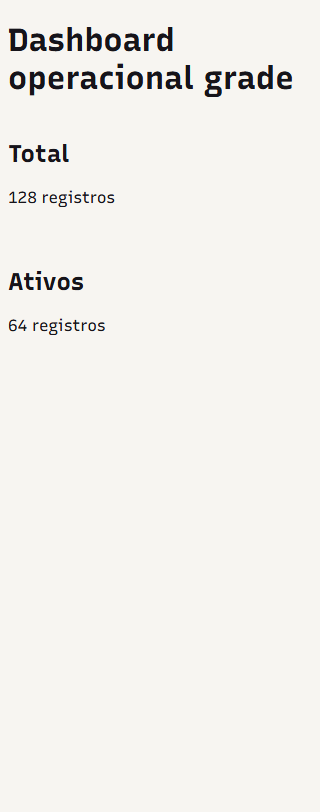 Dashboard
operacional grade
Total
128 registros
Ativos
64 registros